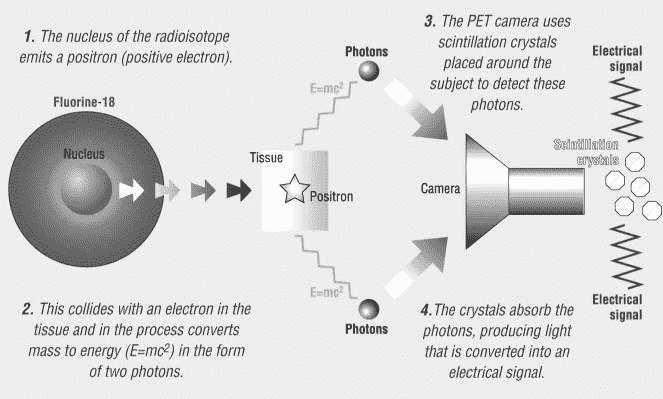 1. The nucleus of the radioisotope
emits a positron (positive electron).
Fluorine-18
Nucleus
Tissue
Positron
Photons
E=mc²
E=mc²
Photons
3. The PET camera uses
scintillation crystals
placed around the
subject to detect these
photons.
Camera
Electrical
signal
Scintillation
crystals
Electrical
signal
2. This collides with an electron in the
tissue and in the process converts
mass to energy (E=mc²) in the form
of two photons.
4.The crystals absorb the
photons, producing light
that is converted into an
electrical signal.